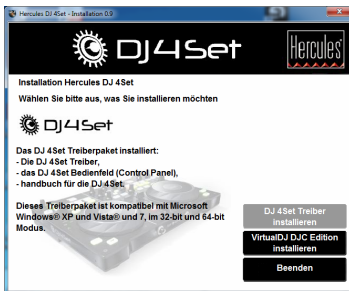 Hercules DJ 4Set - Installation 0.9
DJ4Set
Hercules
Installation Hercules DJ 4Set
Wählen Sie bitte aus, was Sie installieren möchten
DJ4Set
Das DJ 4Set Treiberpaket installiert:
- Die DJ 4Set Treiber,
- das DJ 4Set Bedienfeld (Control Panel),
- handbuch für die DJ 4Set.
Dieses Treiberpaket ist kompatibel mit Microsoft
Windows® XP und Vista® und 7, im 32-bit und 64-bit
Modus.
DJ 4Set Treiber
installieren
VirtualDJ DJC Edition
installieren
Beenden